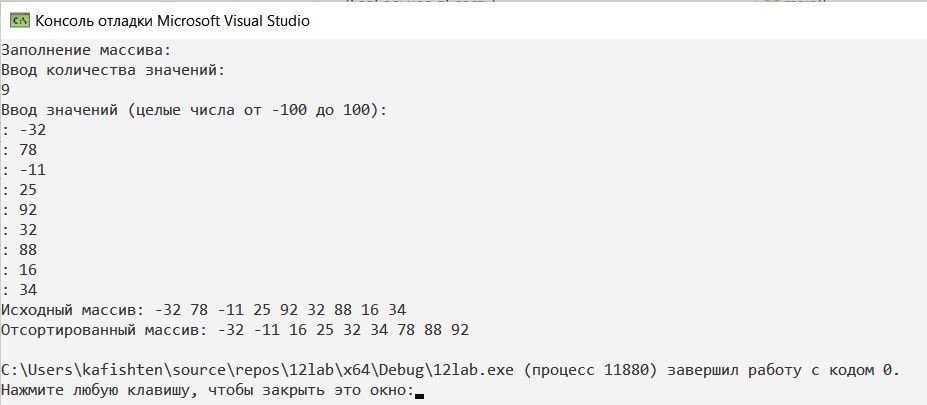 Консоль отладки Microsoft Visual Studio
Заполнение массива:
Ввод количества значений:
9
Ввод значений (целые числа от -100 до 100):
: -32
: 78
: -11
: 25
: 92
: 32
: 88
: 16
: 34
Исходный массив: -32 78 -11 25 92 32 88 16 34
Отсортированный массив: -32 -11 16 25 32 34 78 88 92
C:\Users\kafishten\source\repos\12lab\x64\Debug\12lab.exe (процесс 11880) завершил работу с кодом 0.
Нажмите любую клавишу, чтобы закрыть это окно: